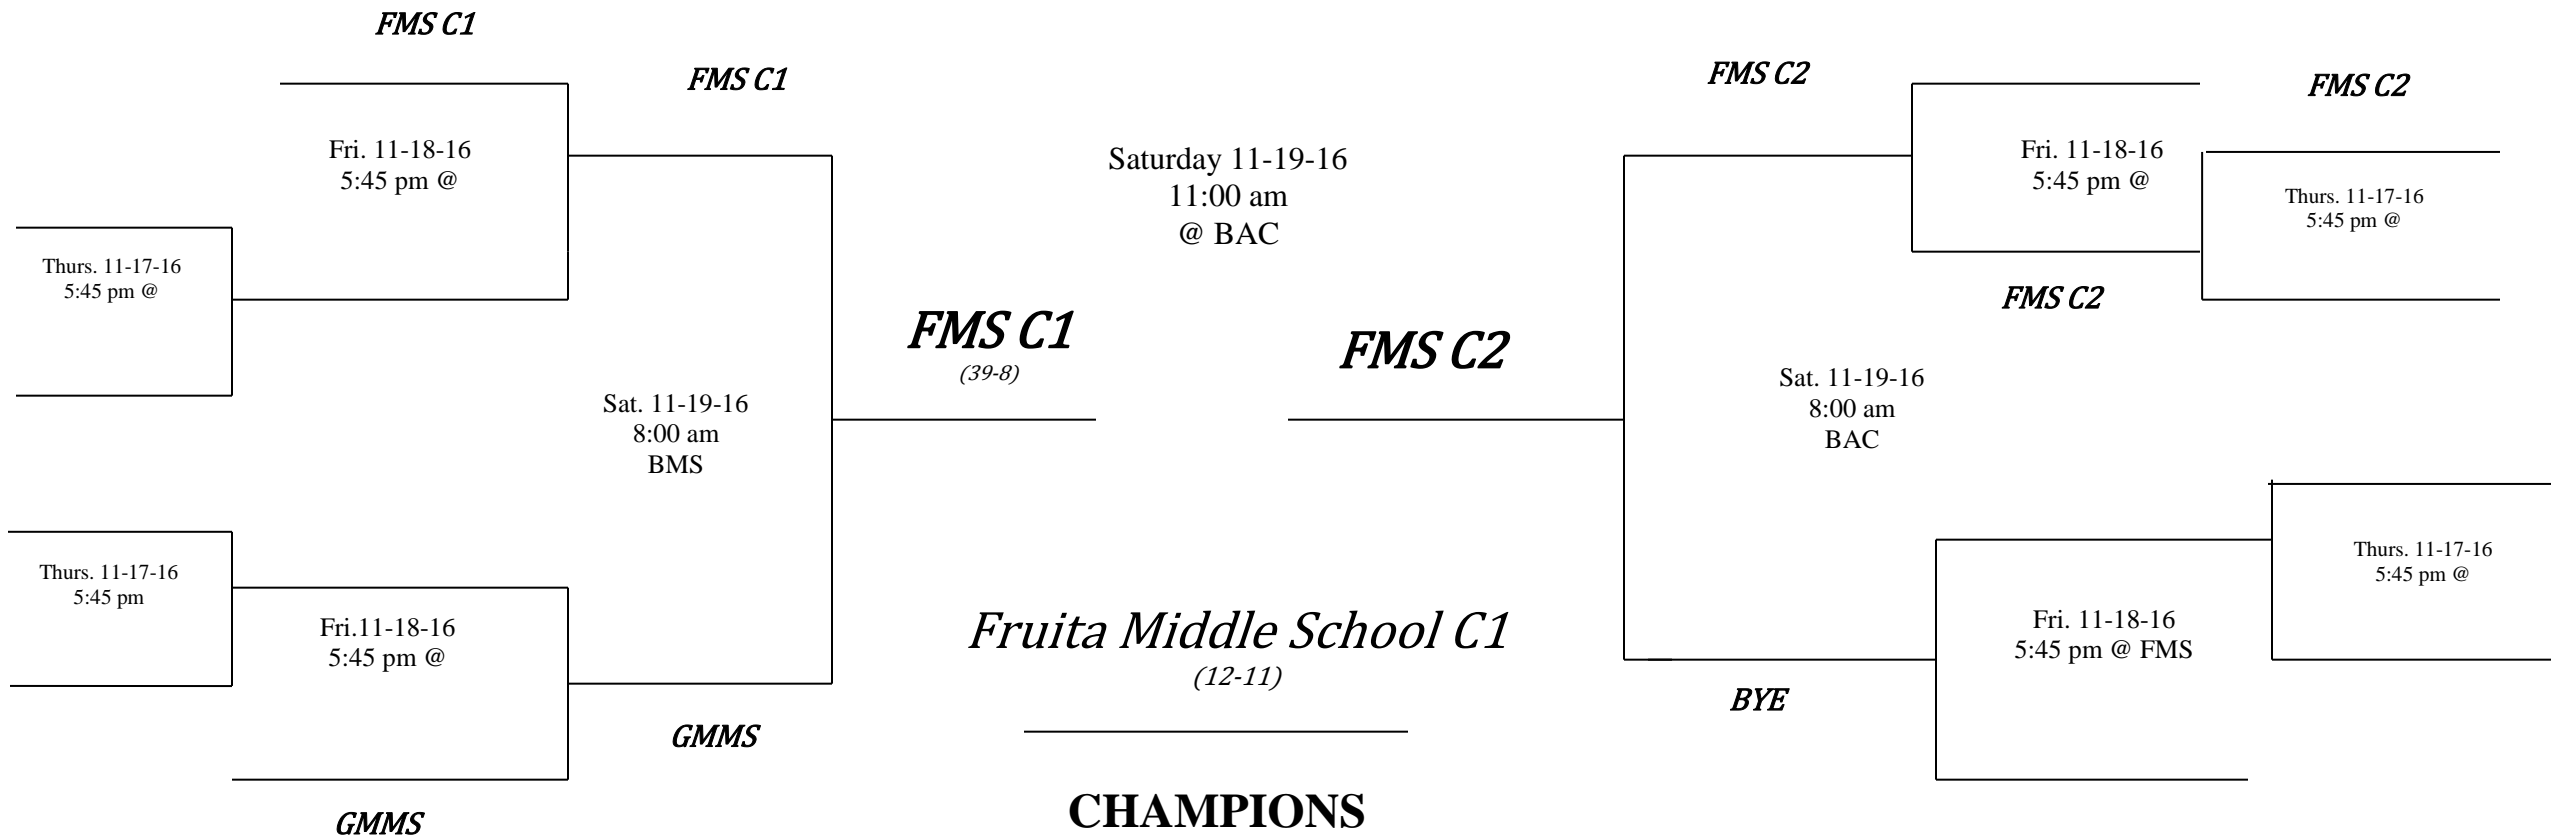 FMS C1
FMS C1
Fri. 11-18-16
5:45 pm @
Thurs. 11-17-16
5:45 pm @
Sat. 11-19-16
8:00 am
BMS
Thurs. 11-17-16
5:45 pm
Fri.11-18-16
5:45 pm @
GMMS
GMMS
Saturday 11-19-16
11:00 am
@ BAC
FMS C1
(39-8)
FMS C2
Fruita Middle School C1
(12-11)
CHAMPIONS
FMS C2
FMS C2
Fri. 11-18-16
5:45 pm @
Thurs. 11-17-16
5:45 pm @
FMS C2
Sat. 11-19-16
8:00 am
BAC
Thurs. 11-17-16
5:45 pm @
Fri. 11-18-16
5:45 pm @ FMS
BYE